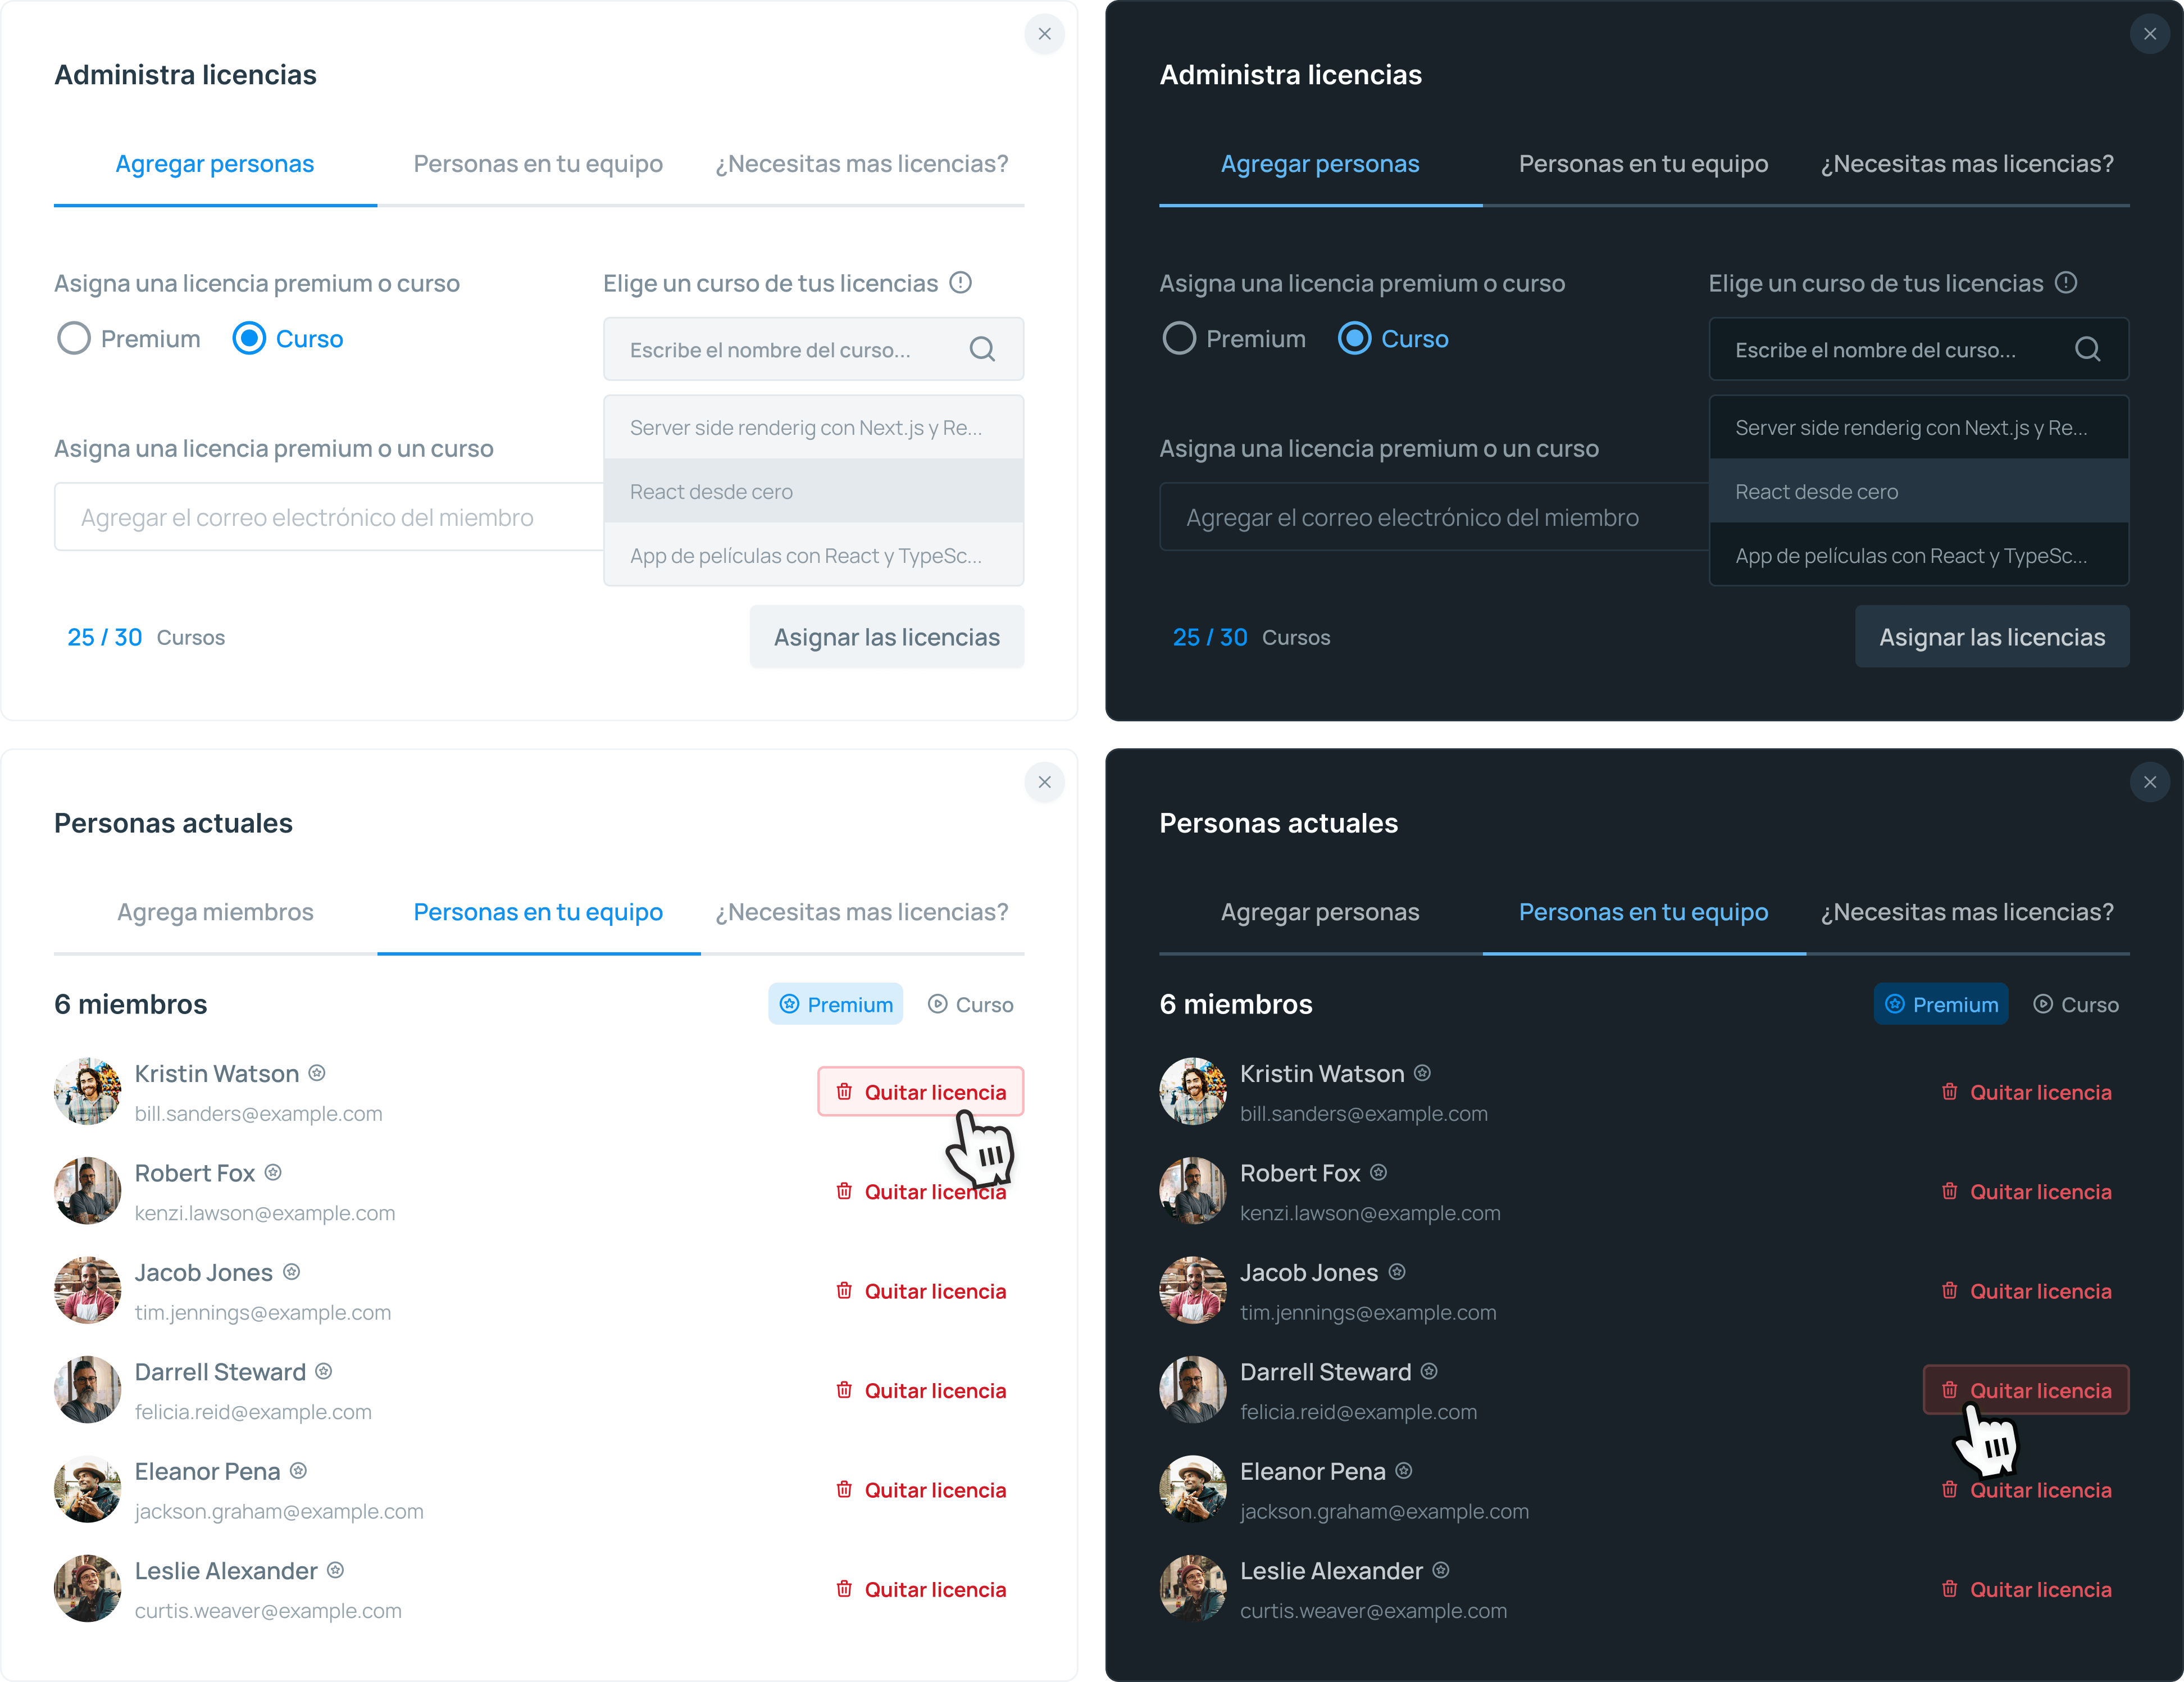 Administra licencias
Agregar personas
Personas en tu equipo
¿Necesitas mas licencias?
Asigna una licencia premium o curso
Premium
Curso
Elige un curso de tus licencias
Escribe el nombre del curso...
Server side renderig con Next.js y Re...
React desde cero
App de películas con React y TypeSc...
Asigna una licencia premium o un curso
Agregar el correo electrónico del miembro
25 / 30 Cursos
Asignar las licencias
Administra licencias
Agregar personas
Personas en tu equipo
¿Necesitas mas licencias?
Asigna una licencia premium o curso
Premium
Curso
Elige un curso de tus licencias
Escribe el nombre del curso...
Server side renderig con Next.js y Re...
React desde cero
App de películas con React y TypeSc...
Asigna una licencia premium o un curso
Agregar el correo electrónico del miembro
25 / 30 Cursos
Asignar las licencias
Personas actuales
Agrega miembros
Personas en tu equipo
¿Necesitas mas licencias?
6 miembros
Premium
Curso
Kristin Watson
bill.sanders@example.com
Quitar licencia
Robert Fox
kenzi.lawson@example.com
Quitar licencia
Jacob Jones
tim.jennings@example.com
Quitar licencia
Darrell Steward
felicia.reid@example.com
Quitar licencia
Eleanor Pena
jackson.graham@example.com
Quitar licencia
Leslie Alexander
curtis.weaver@example.com
Quitar licencia
Personas actuales
Agregar personas
Personas en tu equipo
¿Necesitas mas licencias?
6 miembros
Premium
Curso
Kristin Watson
bill.sanders@example.com
Quitar licencia
Robert Fox
kenzi.lawson@example.com
Quitar licencia
Jacob Jones
tim.jennings@example.com
Quitar licencia
Darrell Steward
felicia.reid@example.com
Quitar licencia
Eleanor Pena
jackson.graham@example.com
Quitar licencia
Leslie Alexander
curtis.weaver@example.com
Quitar licencia